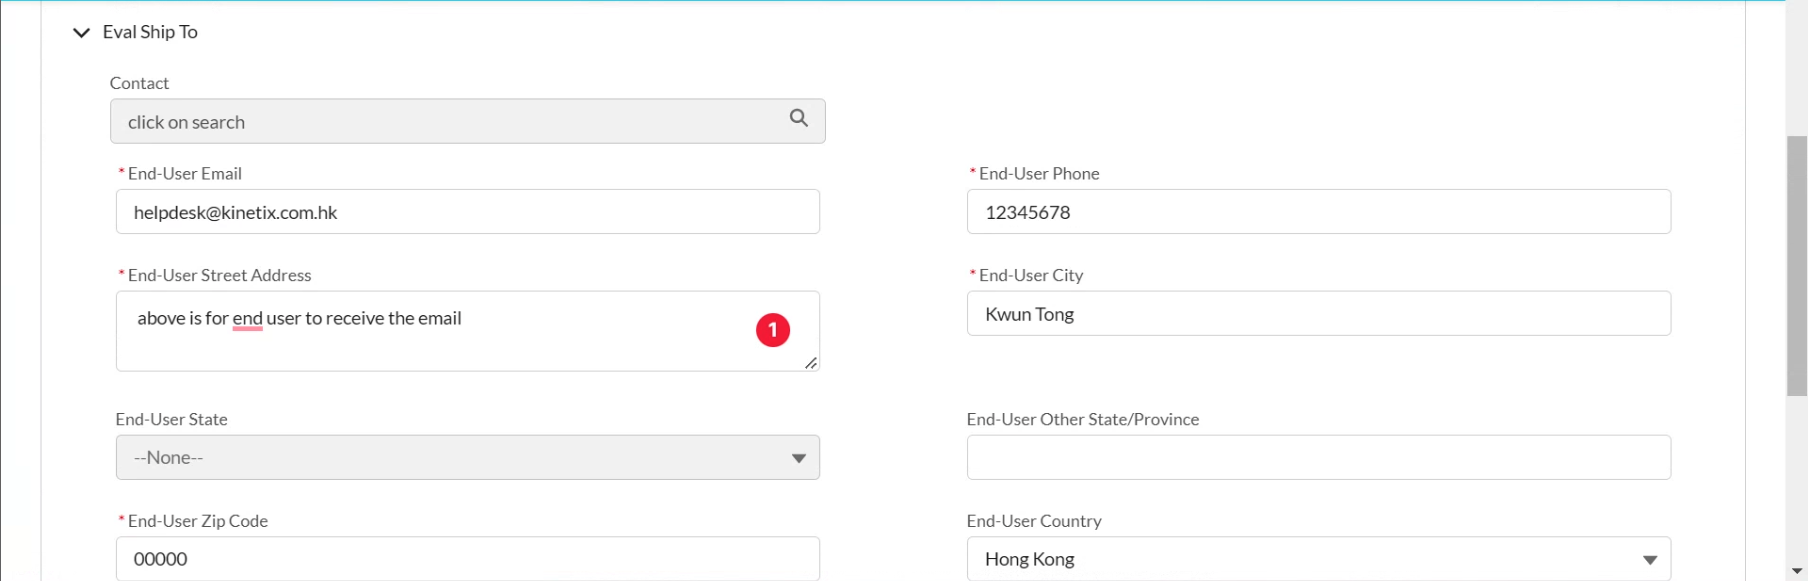 Eval Ship To
Contact
click on search
* End-User Email
* End-User Phone
helpdesk@kinetix.com.hk
12345678
* End-User Street Address
* End-User City
above is for end user to receive the email
1
Kwun Tong
End-User State
End-User Other State/Province
--None--
* End-User Zip Code
End-User Country
00000
Hong Kong